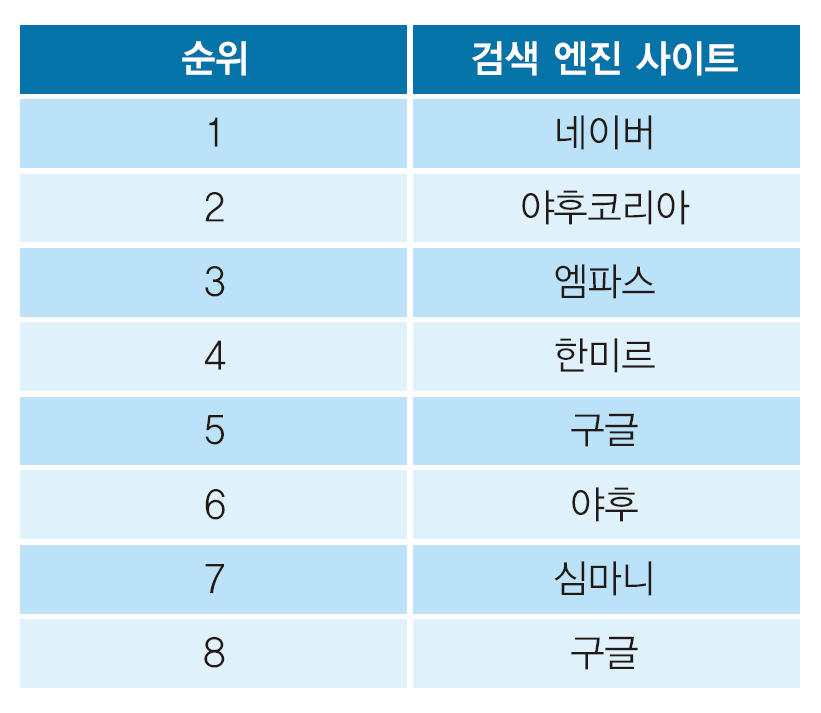 순위 검색 엔진 사이트
1 네이버
2 야후코리아
3 엠파스
4 한미르
5 구글
6 야후
7 심마니
8 구글